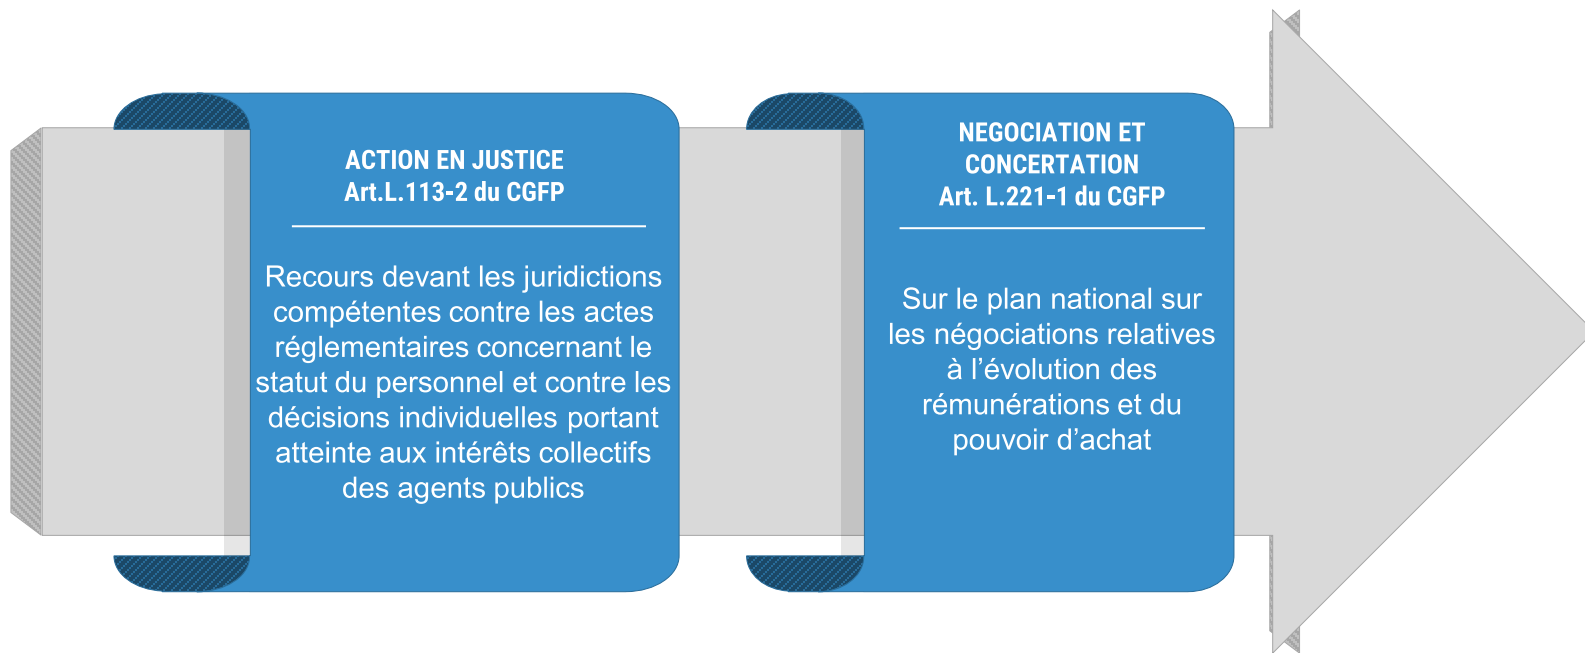 ACTION EN JUSTICE
Art.L.113-2 du CGFP
Recours devant les juridictions
compétentes contre les actes
réglementaires concernant le
statut du personnel et contre les
décisions individuelles portant
atteinte aux intérêts collectifs
des agents publics
NEGOCIATION ET
CONCERTATION
Art. L.221-1 du CGFP
Sur le plan national sur
les négociations relatives
à l’évolution des
rémunérations et du
pouvoir d’achat